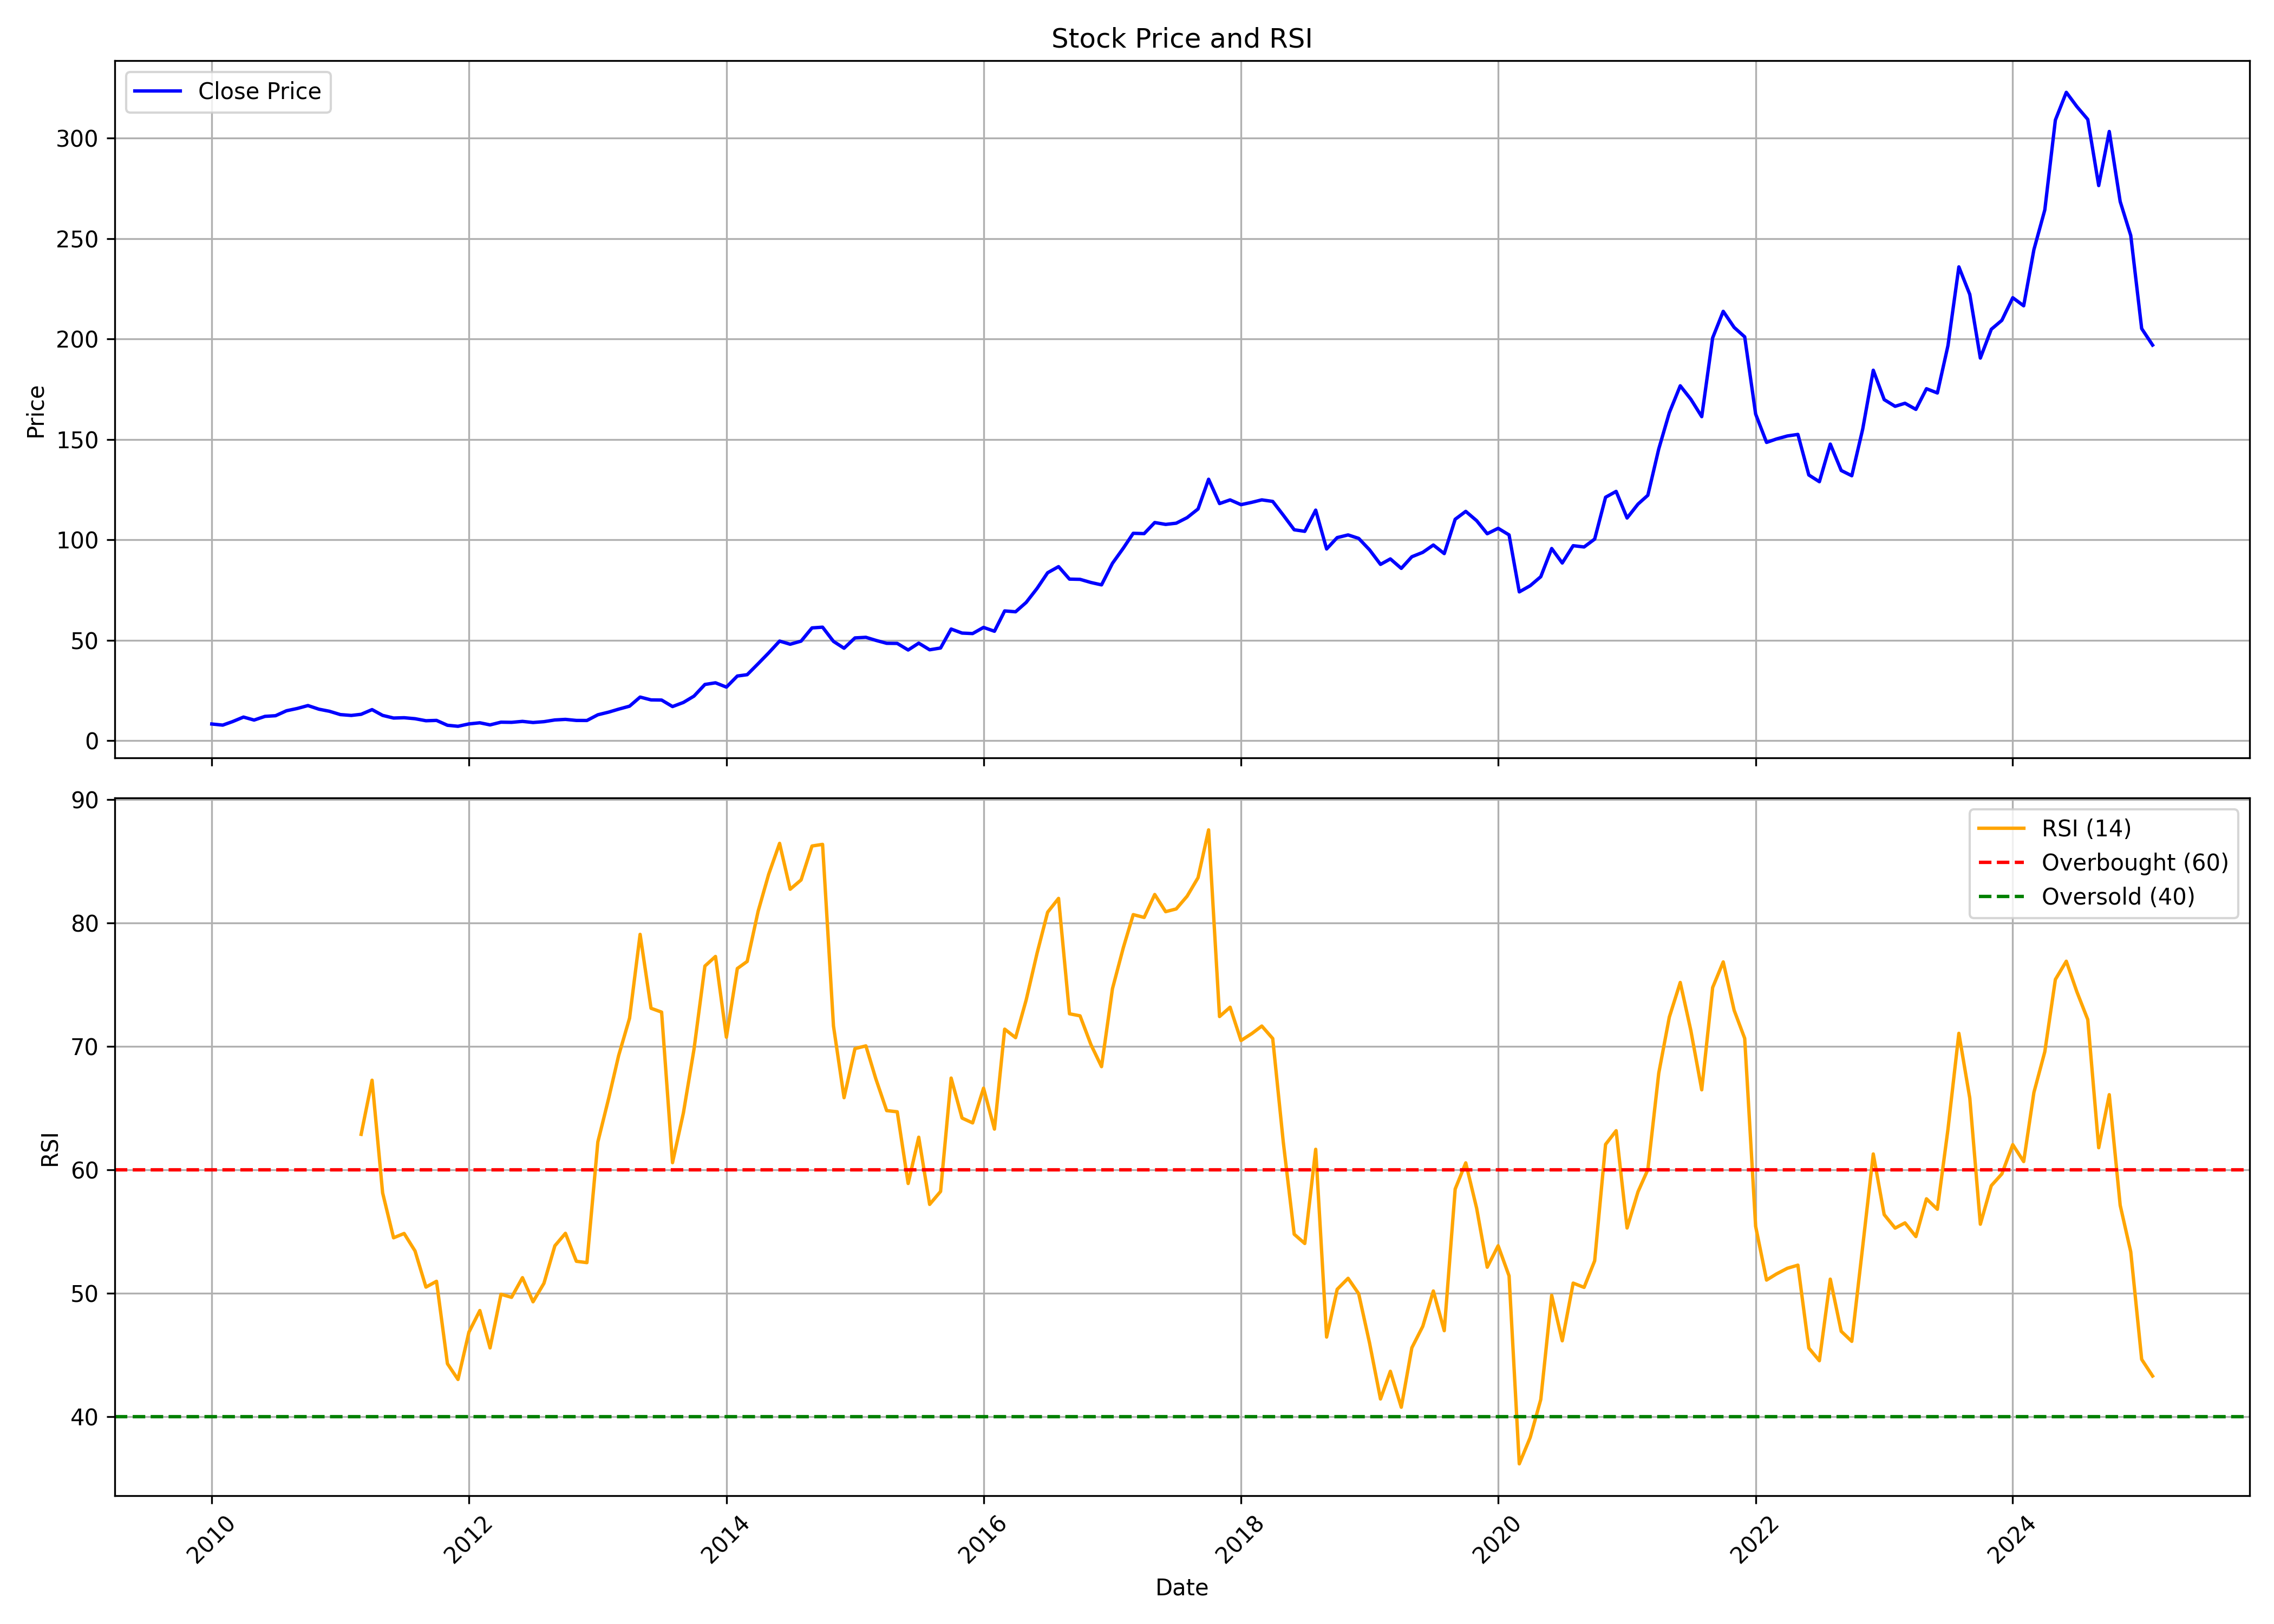 Stock Price and RSI
Close Price
Price
300
250
200
150
100
50
0
RSI (14)
Overbought (60)
Oversold (40)
RSI
90
80
70
60
50
40
2010
2012
2014
2016
2018
2020
2022
2024
Date